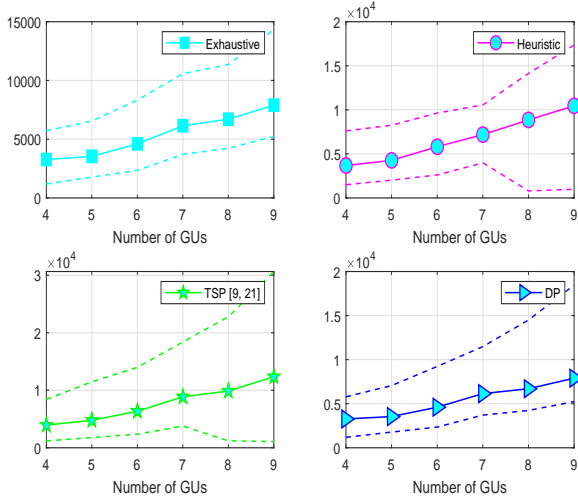 15000
10000
5000
0
Exhaustive
4 5 6 7 8 9
Number of GUs
×10⁴
2
1.5
1
0.5
0
Heuristic
4 5 6 7 8 9
Number of GUs
×10⁴
3
2
1
0
TSP [9, 21]
4 5 6 7 8 9
Number of GUs
×10⁴
2
1.5
1
0.5
0
DP
4 5 6 7 8 9
Number of GUs